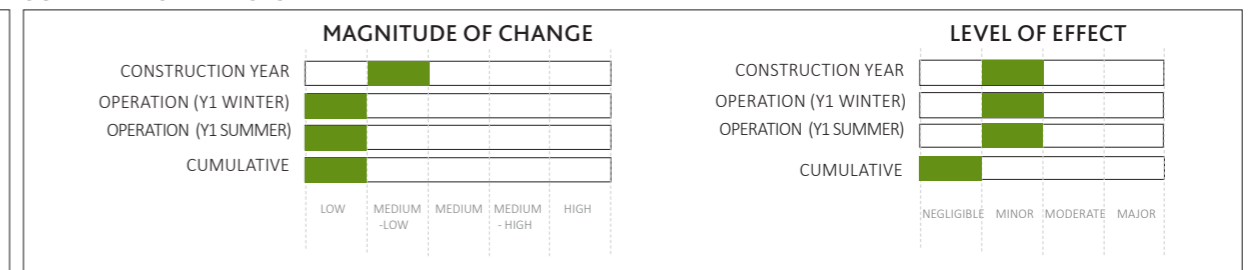 MAGNITUDE OF CHANGE
CONSTRUCTION YEAR
OPERATION (Y1 WINTER)
OPERATION (Y1 SUMMER)
CUMULATIVE
LOW MEDIUM MEDIUM MEDIUM HIGH
-LOW - HIGH
LEVEL OF EFFECT
CONSTRUCTION YEAR
OPERATION (Y1 WINTER)
OPERATION (Y1 SUMMER)
CUMULATIVE
NEGLIGIBLE MINOR MODERATE MAJOR